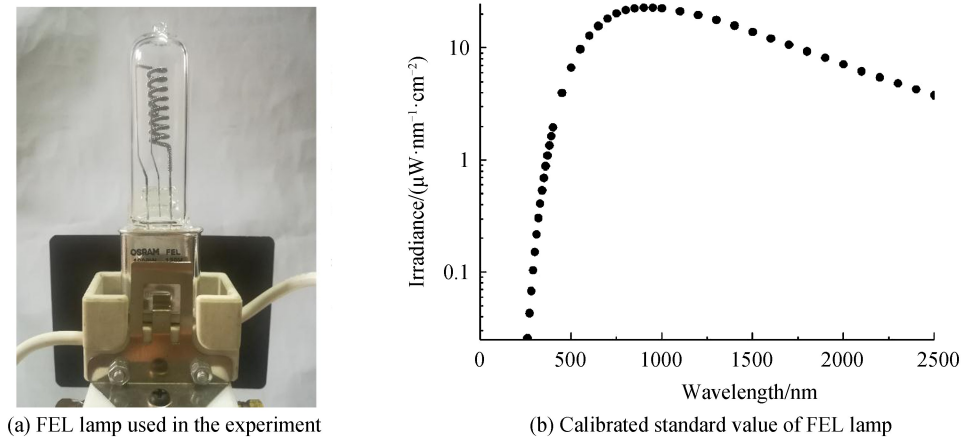 OSRAM FEL
(a) FEL lamp used in the experiment
Irradiance/(μW·nm⁻¹·cm⁻²)
10
1
0.1
0
500
1000
1500
2000
2500
Wavelength/nm
(b) Calibrated standard value of FEL lamp